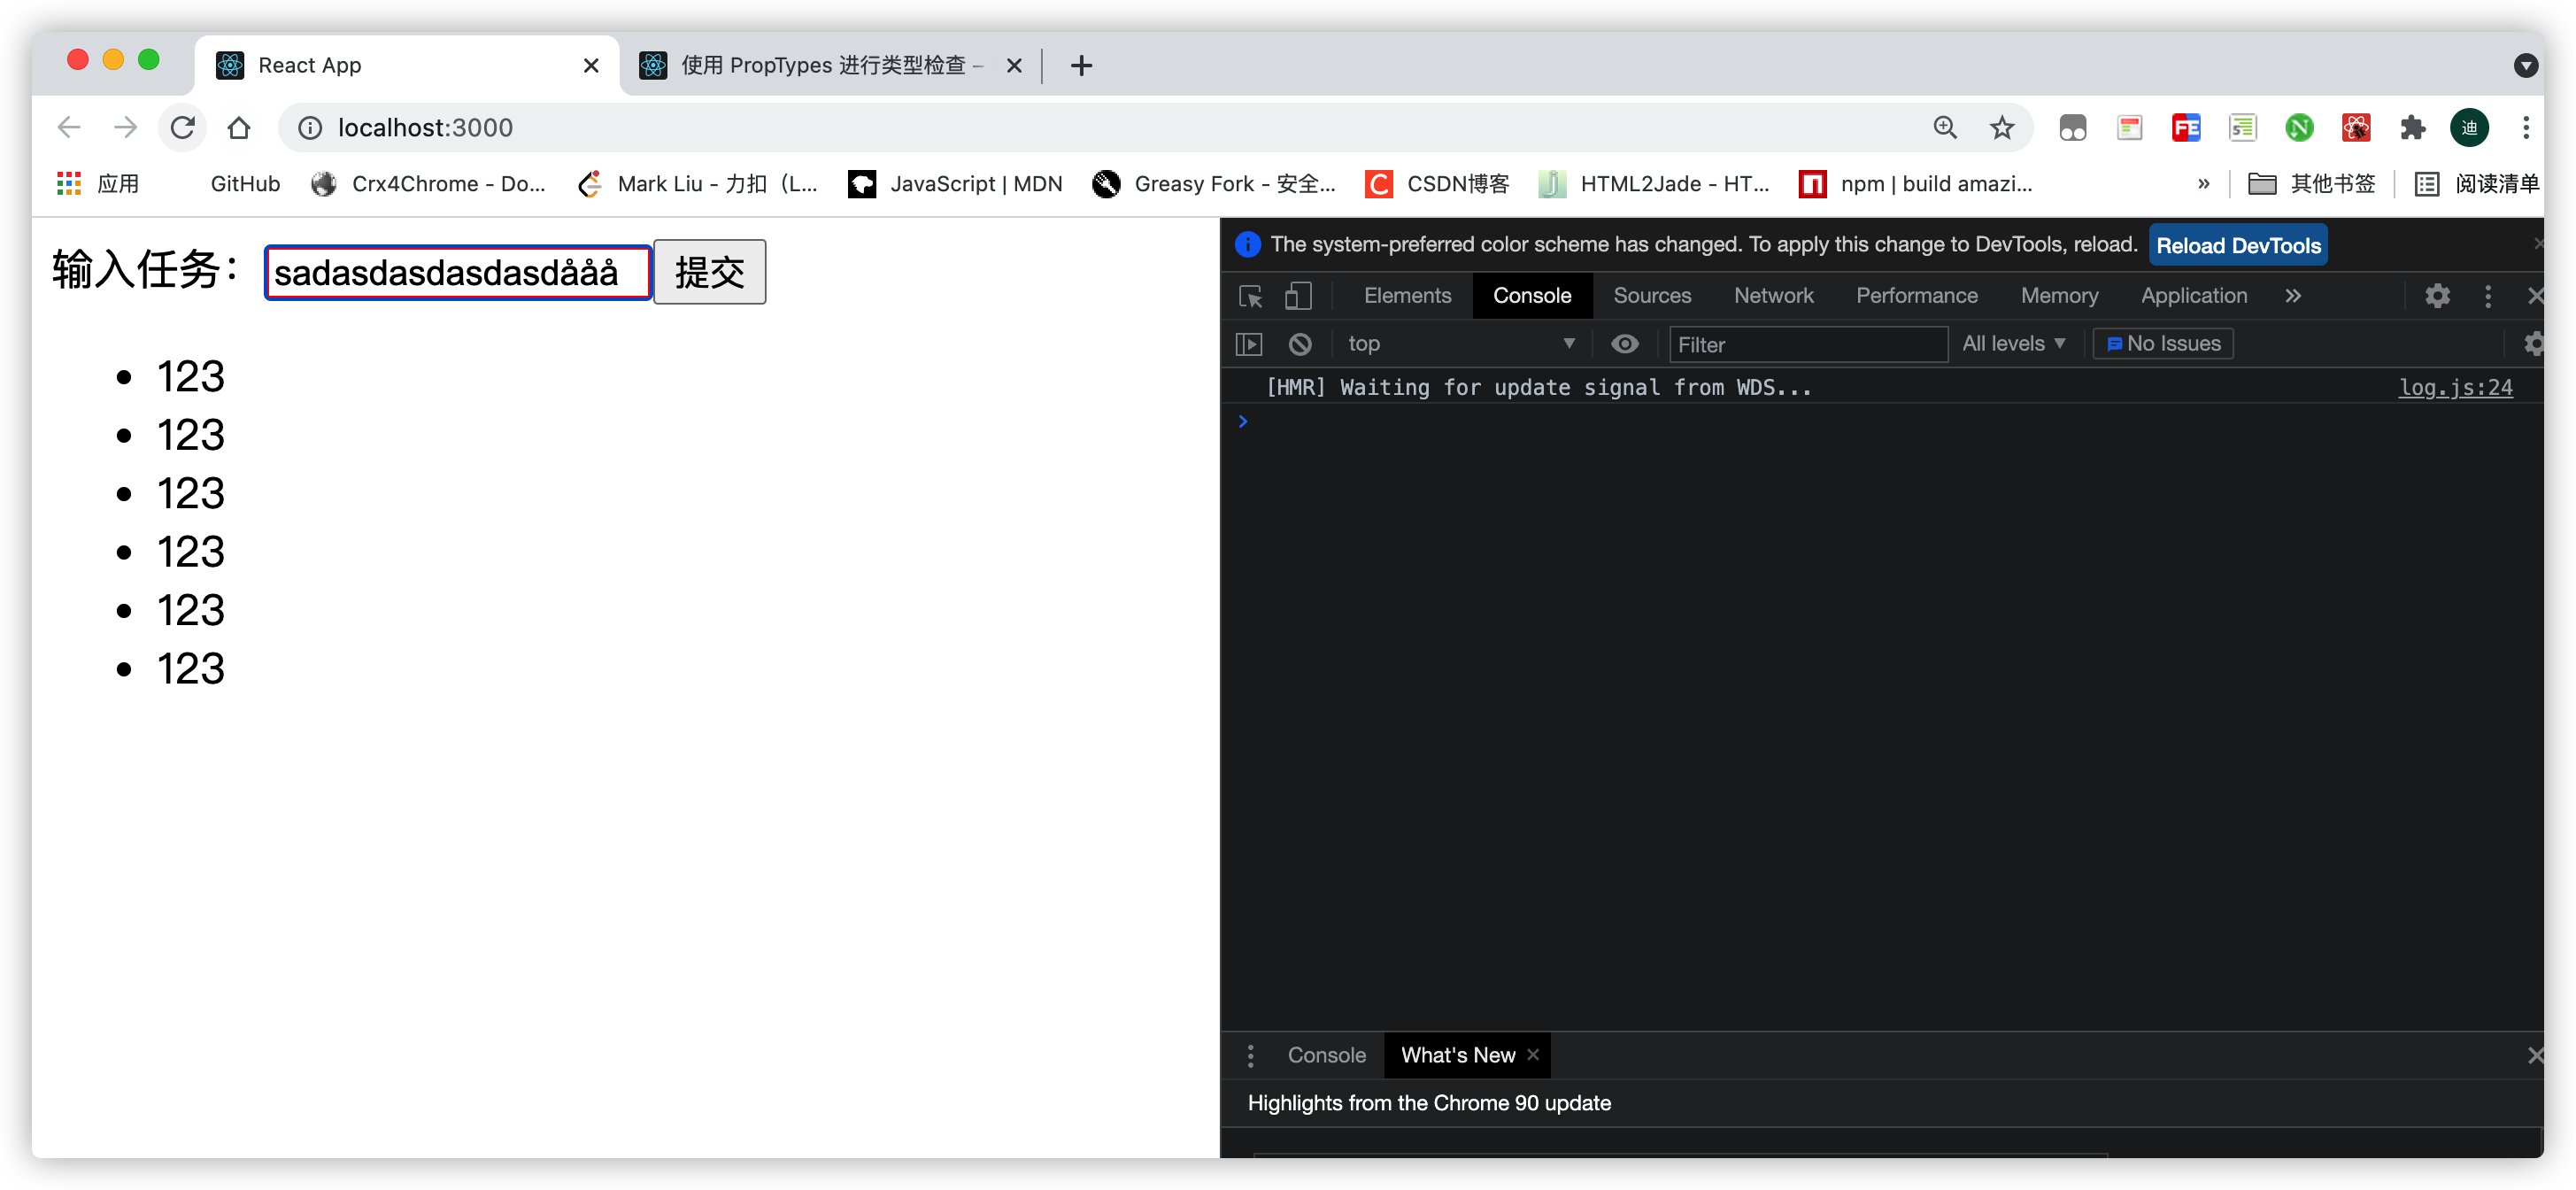 React App
使用 PropTypes 进行类型检查 –
localhost:3000
应用 GitHub Crx4Chrome - Do... Mark Liu - 力扣（L... JavaScript | MDN Greasy Fork - 安全... CSDN博客 HTML2Jade - HT... npm | build amazi... » 其他书签 阅读清单
The system-preferred color scheme has changed. To apply this change to DevTools, reload. Reload DevTools
输入任务： sadasdasdasdasdååå 提交
123
123
123
123
123
123
Elements Console Sources Network Performance Memory Application »
top Filter All levels No Issues
[HMR] Waiting for update signal from WDS... log.js:24
Console What's New
Highlights from the Chrome 90 update